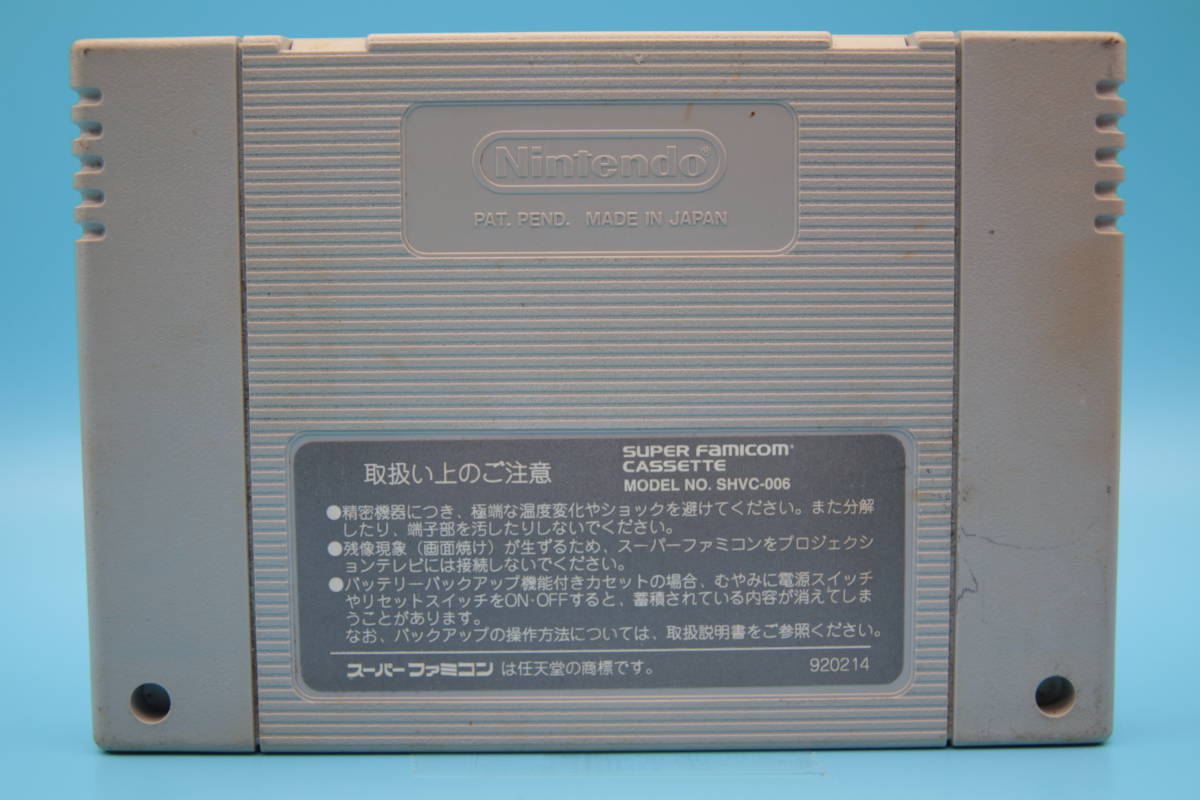 Nintendo®
PAT. PEND. MADE IN JAPAN
取扱い上のご注意
SUPER FAMICOM
CASSETTE
MODEL NO. SHVC-006
●精密機器につき、極端な温度変化やショックを避けてください。また分解
したり、端子部を汚したりしないでください。
●残像現象（画面焼け）が生ずるため、スーパーファミコンをプロジェクシ
ョンテレビには接続しないでください。
●バッテリーバックアップ機能付きカセットの場合、むやみに電源スイッチ
やリセットスイッチをON・OFFすると、蓄積されている内容が消えてしま
うことがあります。
なお、バックアップの操作方法については、取扱説明書をご参照ください。
スーパーファミコン は任天堂の商標です。
920214